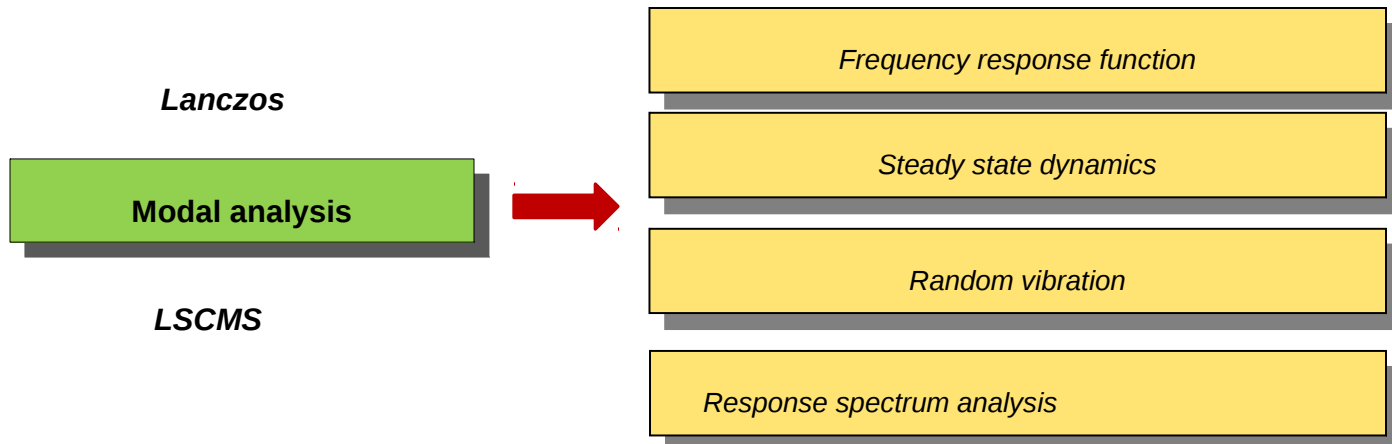 Lanczos
Modal analysis
LSCMS
Frequency response function
Steady state dynamics
Random vibration
Response spectrum analysis